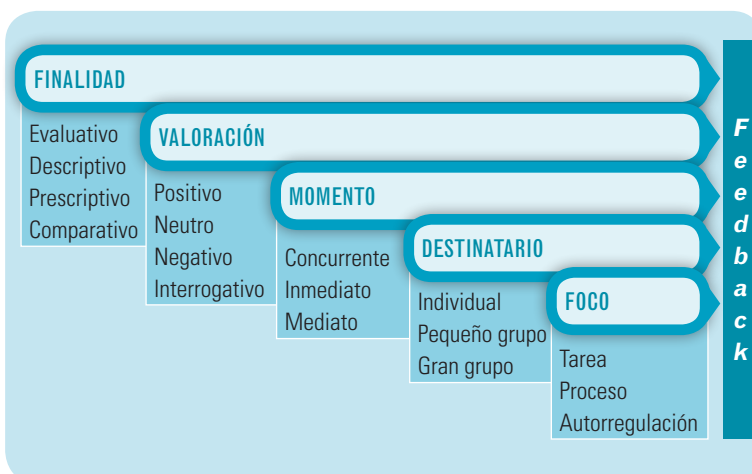 FINALIDAD
Evaluativo
Descriptivo
Prescriptivo
Comparativo
VALORACIÓN
Positivo
Neutro
Negativo
Interrogativo
MOMENTO
Concurrente
Inmediato
Mediato
DESTINATARIO
Individual
Pequeño grupo
Gran grupo
FOCO
Tarea
Proceso
Autorregulación
Feedback